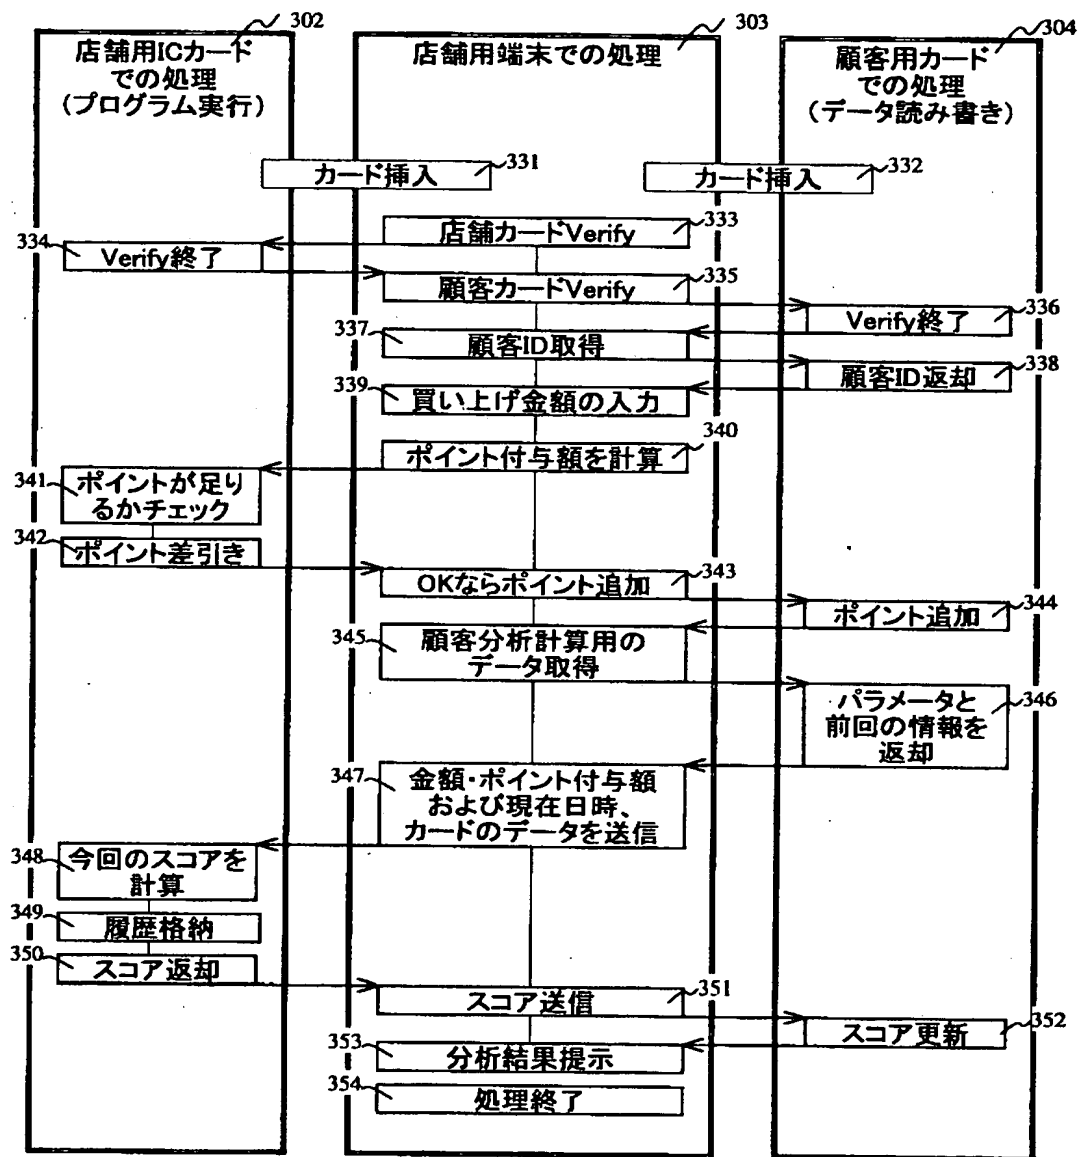 302
店舗用ICカード
での処理
(プログラム実行)
303
店舗用端末での処理
304
顧客用カード
での処理
(データ読み書き)
カード挿入
331
カード挿入
332
店舗カードVerify
333
334
Verify終了
顧客カードVerify
335
Verify終了
336
337
顧客ID取得
顧客ID返却
338
339
買い上げ金額の入力
ポイント付与額を計算
340
341
ポイントが足り
るかチェック
342
ポイント差引き
OKならポイント追加
343
ポイント追加
344
345
顧客分析計算用の
データ取得
パラメータと
前回の情報を
返却
346
347
金額・ポイント付与額
および現在日時、
カードのデータを送信
348
今回のスコアを
計算
349
履歴格納
350
スコア返却
スコア送信
351
スコア更新
352
353
分析結果提示
354
処理終了